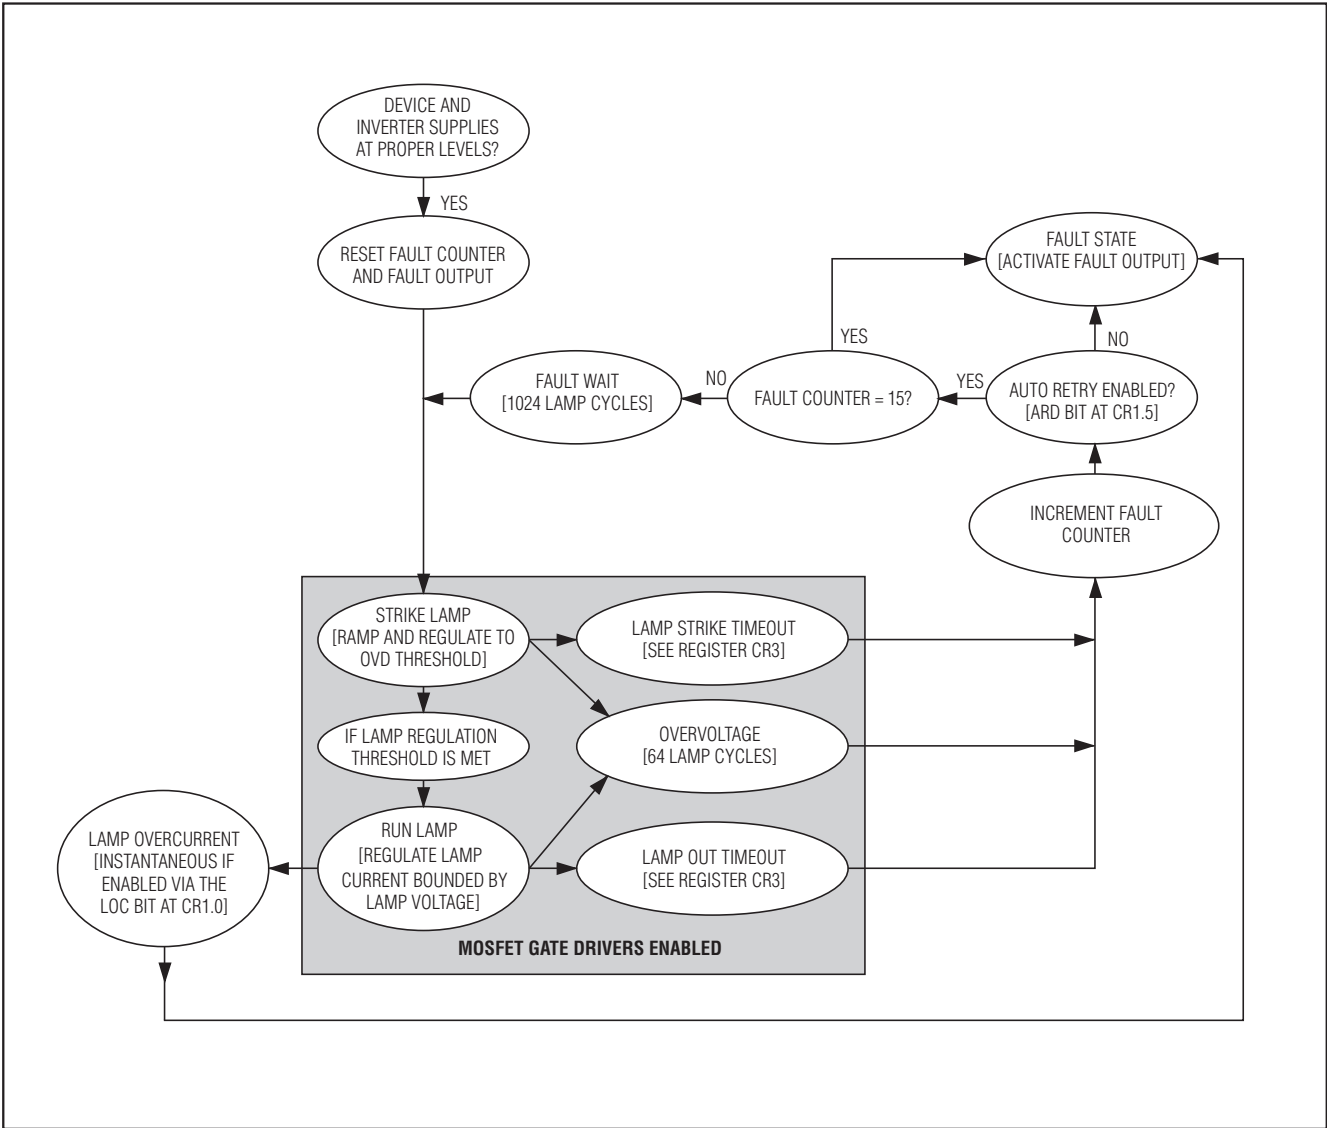 DEVICE AND
INVERTER SUPPLIES
AT PROPER LEVELS?
YES
RESET FAULT COUNTER
AND FAULT OUTPUT
FAULT STATE
[ACTIVATE FAULT OUTPUT]
YES
NO
FAULT WAIT
[1024 LAMP CYCLES]
NO
FAULT COUNTER = 15?
YES
AUTO RETRY ENABLED?
[ARD BIT AT CR1.5]
INCREMENT FAULT
COUNTER
STRIKE LAMP
[RAMP AND REGULATE TO
OVD THRESHOLD]
LAMP STRIKE TIMEOUT
[SEE REGISTER CR3]
IF LAMP REGULATION
THRESHOLD IS MET
OVERVOLTAGE
[64 LAMP CYCLES]
LAMP OVERCURRENT
[INSTANTANEOUS IF
ENABLED VIA THE
LOC BIT AT CR1.0]
RUN LAMP
[REGULATE LAMP
CURRENT BOUNDED BY
LAMP VOLTAGE]
LAMP OUT TIMEOUT
[SEE REGISTER CR3]
MOSFET GATE DRIVERS ENABLED